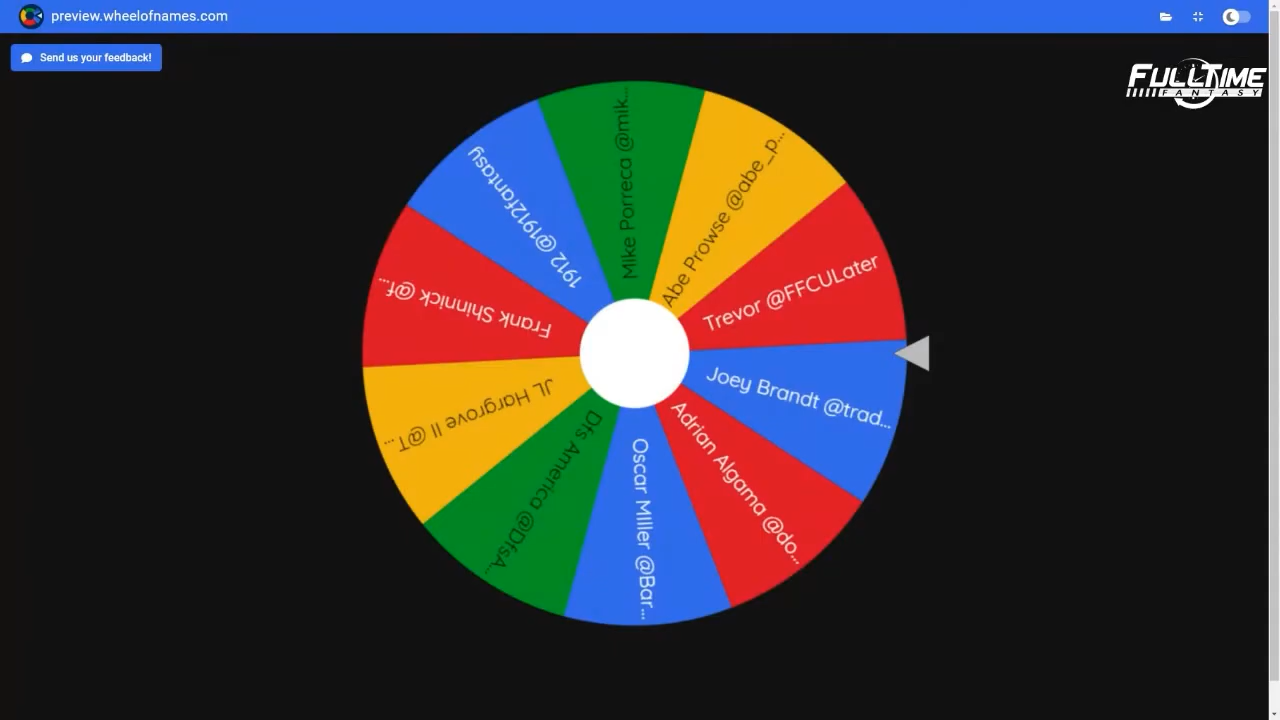 preview.wheelofnames.com
Send us your feedback!
FULLTIME
FANTASY
Mike Porreca @mik...
Abe Prowse @abe_p...
Trevor @FFCULater
Joey Brandt @trad...
Adrian Algama @do...
Oscar MIller @Bar...
Dfs America @DfsA...
JL Hargrove II @T...
Frank Shinnick @f...
1912 @1912fantasy